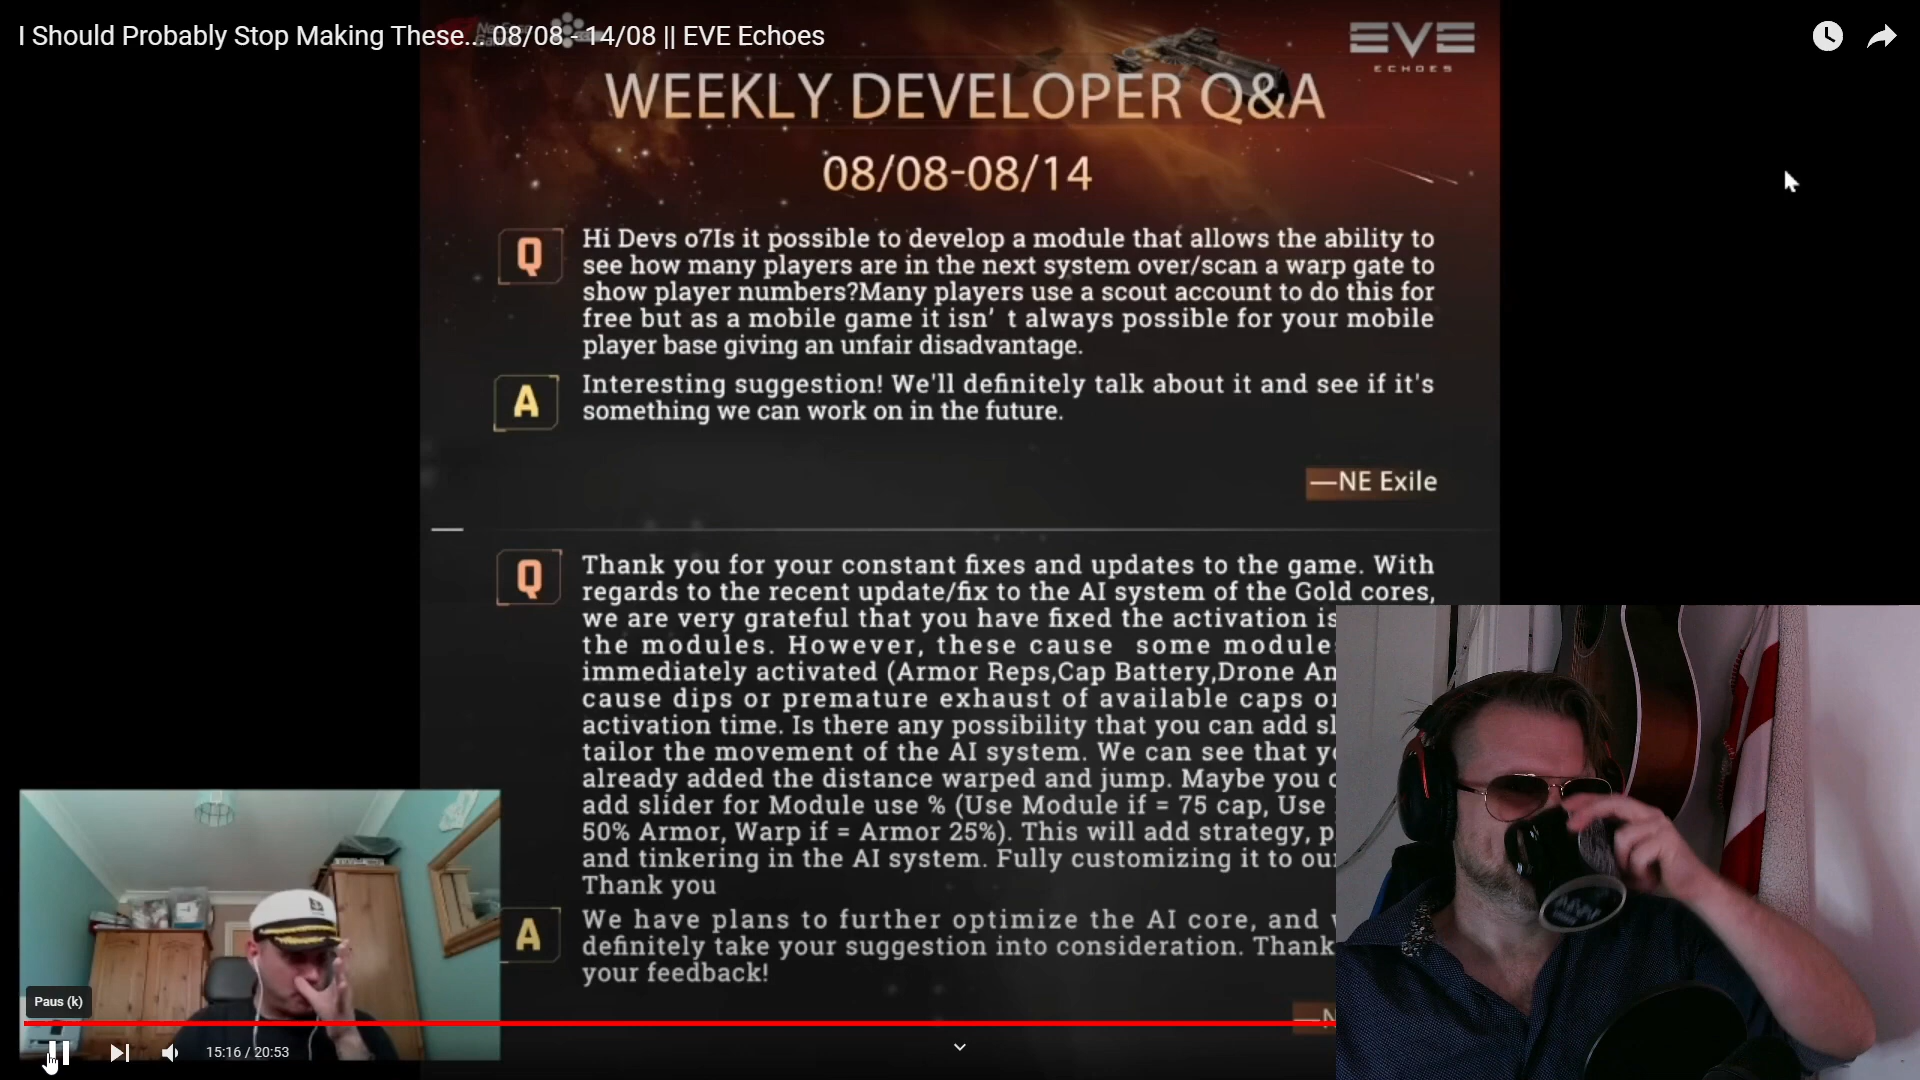 I Should Probably Stop Making These... 08/08 - 14/08 || EVE Echoes
EVE
ECHOES
WEEKLY DEVELOPER Q&A
08/08-08/14
Q
Hi Devs o7Is it possible to develop a module that allows the ability to
see how many players are in the next system over/scan a warp gate to
show player numbers?Many players use a scout account to do this for
free but as a mobile game it isn' t always possible for your mobile
player base giving an unfair disadvantage.
A
Interesting suggestion! We'll definitely talk about it and see if it's
something we can work on in the future.
—NE Exile
Q
Thank you for your constant fixes and updates to the game. With
regards to the recent update/fix to the AI system of the Gold cores,
we are very grateful that you have fixed the activation is
the modules. However, these cause some module
immediately activated (Armor Reps,Cap Battery,Drone
cause dips or premature exhaust of available caps
activation time. Is there any possibility that you can add
tailor the movement of the AI system. We can see that
already added the distance warped and jump. Maybe you
add slider for Module use % (Use Module if = 75 cap, Use
50% Armor, Warp if = Armor 25%). This will add strategy,
and tinkering in the AI system. Fully customizing it to
Thank you
A
We have plans to further optimize the AI core, and
definitely take your suggestion into consideration. Thank
your feedback!
—N
Paus (k)
15:16 / 20:53